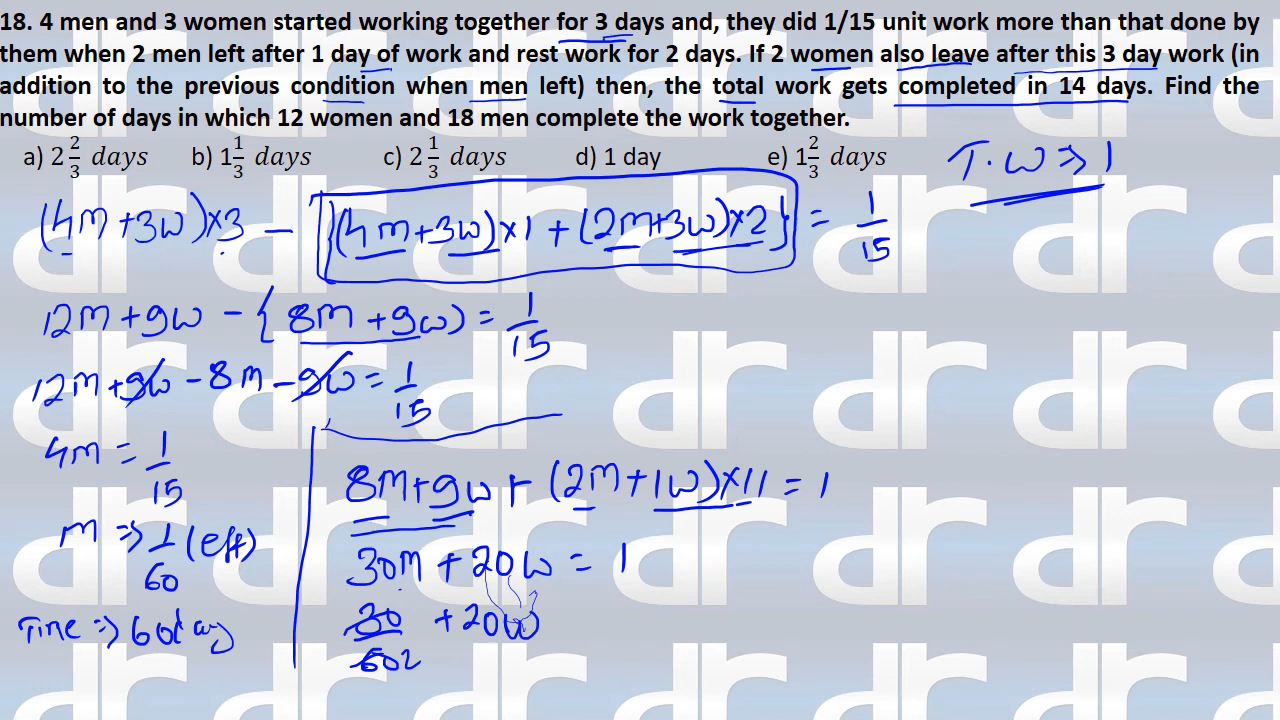 18. 4 men and 3 women started working together for 3 days and, they did 1/15 unit work more than that done by
them when 2 men left after 1 day of work and rest work for 2 days. If 2 women also leave after this 3 day work (in
addition to the previous condition when men left) then, the total work gets completed in 14 days. Find the
number of days in which 12 women and 18 men complete the work together.
a) 2 2/3 days b) 1 1/3 days c) 2 1/3 days d) 1 day e) 1 2/3 days
T.W ⇒ 1
(4M+3W)×3 − {(4M+3W)×1 + (2M+3W)×2} = 1/15
12M+9W − {8M+9W) = 1/15
12M+9W − 8M − 9W = 1/15
4M = 1/15
M ⇒ 1/60 (eff)
Time ⇒ 60days
8M+9W + (2M+1W)×11 = 1
30M + 20W = 1
30/60 2 + 20W